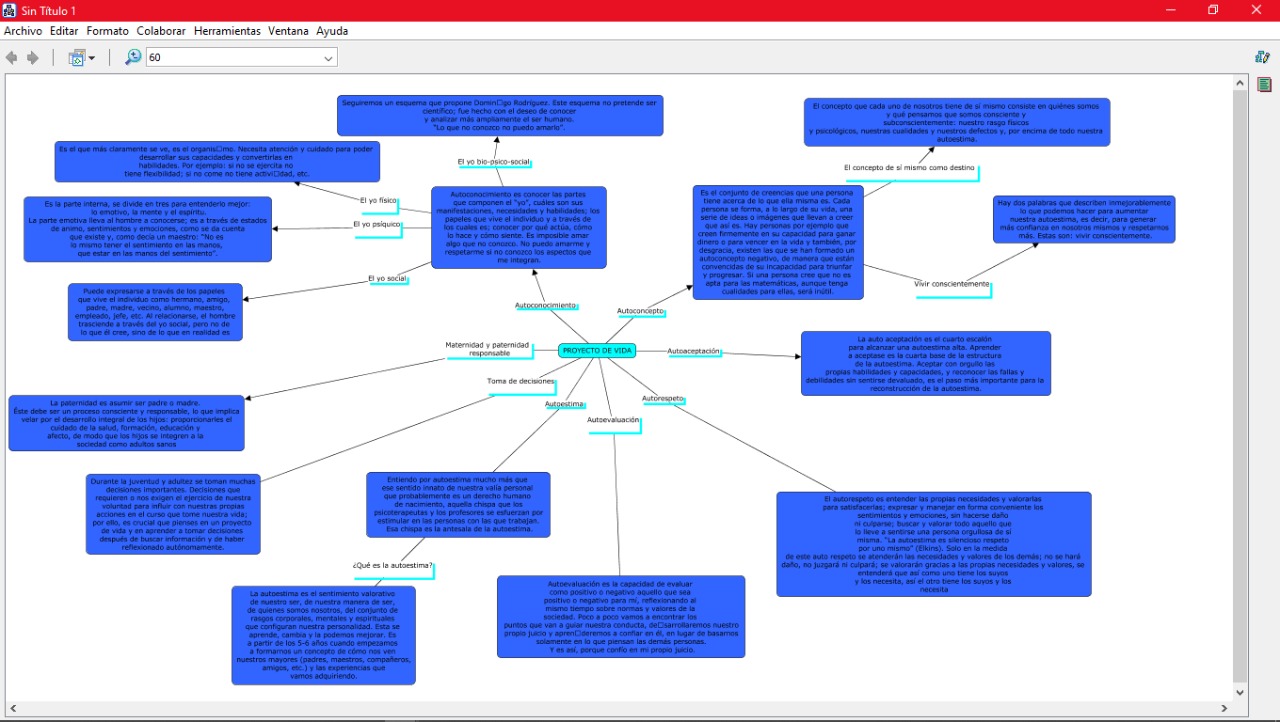 Sin Título 1
Archivo Editar Formato Colaborar Herramientas Ventana Ayuda
60
Seguiremos un esquema que propone Domin□go Rodríguez. Este esquema no pretende ser
científico; fue hecho con el deseo de conocer
y analizar más ampliamente el ser humano.
"Lo que no conozco no puedo amarlo".
El yo bio-psico-social
Es el que más claramente se ve, es el organis□mo. Necesita atención y cuidado para poder
desarrollar sus capacidades y convertirlas en
habilidades. Por ejemplo: si no se ejercita no
tiene flexibilidad; si no come no tiene activi□dad, etc.
El yo físico
Es la parte interna, se divide en tres para entenderlo mejor:
lo emotivo, la mente y el espíritu.
La parte emotiva lleva al hombre a conocerse; es a través de estados
de animo, sentimientos y emociones, como se da cuenta
que existe y, como decia un maestro: "No es
lo mismo tener el sentimiento en las manos,
que estar en las manos del sentimiento".
El yo psíquico
Puede expresarse a través de los papeles
que vive el individuo como hermano, amigo,
padre, madre, vecino, alumno, maestro,
empleado, jefe, etc. Al relacionarse, el hombre
trasciende a través del yo social, pero no de
lo que él cree, sino de lo que en realidad es
El yo social
Autoconocimiento es conocer las partes
que componen el "yo", cuáles son sus
manifestaciones, necesidades y habilidades; los
papeles que vive el individuo y a través de
los cuales es; conocer por qué actúa, cómo
lo hace y cómo siente. Es imposible amar
algo que no conozco. No puedo amarme y
respetarme si no conozco los aspectos que
me integran.
Autoconocimiento
El concepto que cada uno de nosotros tiene de sí mismo consiste en quiénes somos
y qué pensamos que somos consciente y
subconscientemente: nuestro rasgo físicos
y psicológicos, nuestras cualidades y nuestros defectos y, por encima de todo nuestra
autoestima.
El concepto de sí mismo como destino
Es el conjunto de creencias que una persona
tiene acerca de lo que ella misma es. Cada
persona se forma, a lo largo de su vida, una
serie de ideas o imágenes que llevan a creer
que así es. Hay personas por ejemplo que
creen firmemente en su capacidad para ganar
dinero o para vencer en la vida y también, por
desgracia, existen las que se han formado un
autoconcepto negativo, de manera que están
convencidas de su incapacidad para triunfar
y progresar. Si una persona cree que no es
apta para las matemáticas, aunque tenga
cualidades para ellas, será inútil.
Autoconcepto
Hay dos palabras que describen inmejorablemente
lo que podemos hacer para aumentar
nuestra autoestima, es decir, para generar
más confianza en nosotros mismos y respetarnos
más. Estas son: vivir conscientemente.
Vivir conscientemente
PROYECTO DE VIDA
Maternidad y paternidad
responsable
La paternidad es asumir ser padre o madre.
Éste debe ser un proceso consciente y responsable, lo que implica
velar por el desarrollo integral de los hijos: proporcionarles el
cuidado de la salud, formación, educación y
afecto, de modo que los hijos se integren a la
sociedad como adultos sanos
Autoaceptación
La auto aceptación es el cuarto escalón
para alcanzar una autoestima alta. Aprender
a aceptase es la cuarta base de la estructura
de la autoestima. Aceptar con orgullo las
propias habilidades y capacidades, y reconocer las fallas y
debilidades sin sentirse devaluado, es el paso más importante para la
reconstrucción de la autoestima.
Toma de decisiones
Durante la juventud y adultez se toman muchas
decisiones importantes. Decisiones que
requieren o nos exigen el ejercicio de nuestra
voluntad para influir con nuestras propias
acciones en el curso que tome nuestra vida;
por ello, es crucial que pienses en un proyecto
de vida y en aprender a tomar decisiones
después de buscar información y de haber
reflexionado autónomamente.
Autoestima
Entiendo por autoestima mucho más que
ese sentido innato de nuestra valía personal
que probablemente es un derecho humano
de nacimiento, aquella chispa que los
psicoterapeutas y los profesores se esfuerzan por
estimular en las personas con las que trabajan.
Esa chispa es la antesala de la autoestima.
¿Qué es la autoestima?
La autoestima es el sentimiento valorativo
de nuestro ser, de nuestra manera de ser,
de quienes somos nosotros, del conjunto de
rasgos corporales, mentales y espirituales
que configuran nuestra personalidad. Esta se
aprende, cambia y la podemos mejorar. Es
a partir de los 5-6 años cuando empezamos
a formarnos un concepto de cómo nos ven
nuestros mayores (padres, maestros, compañeros,
amigos, etc.) y las experiencias que
vamos adquiriendo.
Autoevaluación
Autoevaluación es la capacidad de evaluar
como positivo o negativo aquello que sea
positivo o negativo para mí, reflexionando al
mismo tiempo sobre normas y valores de la
sociedad. Poco a poco vamos a encontrar los
puntos que van a guiar nuestra conducta, de□sarrollaremos nuestro
propio juicio y apren□deremos a confiar en él, en lugar de basarnos
solamente en lo que piensan las demás personas.
Y es así, porque confío en mi propio juicio.
Autorespeto
El autorespeto es entender las propias necesidades y valorarlas
para satisfacerlas; expresar y manejar en forma conveniente los
sentimientos y emociones, sin hacerse daño
ni culparse; buscar y valorar todo aquello que
lo lleve a sentirse una persona orgullosa de sí
misma. "La autoestima es silencioso respeto
por uno mismo" (Elkins). Solo en la medida
de este auto respeto se atenderán las necesidades y valores de los demás; no se hará
daño, no juzgará ni culpará; se valorarán gracias a las propias necesidades y valores, se
entenderá que así como uno tiene los suyos
y los necesita, así el otro tiene los suyos y los
necesita